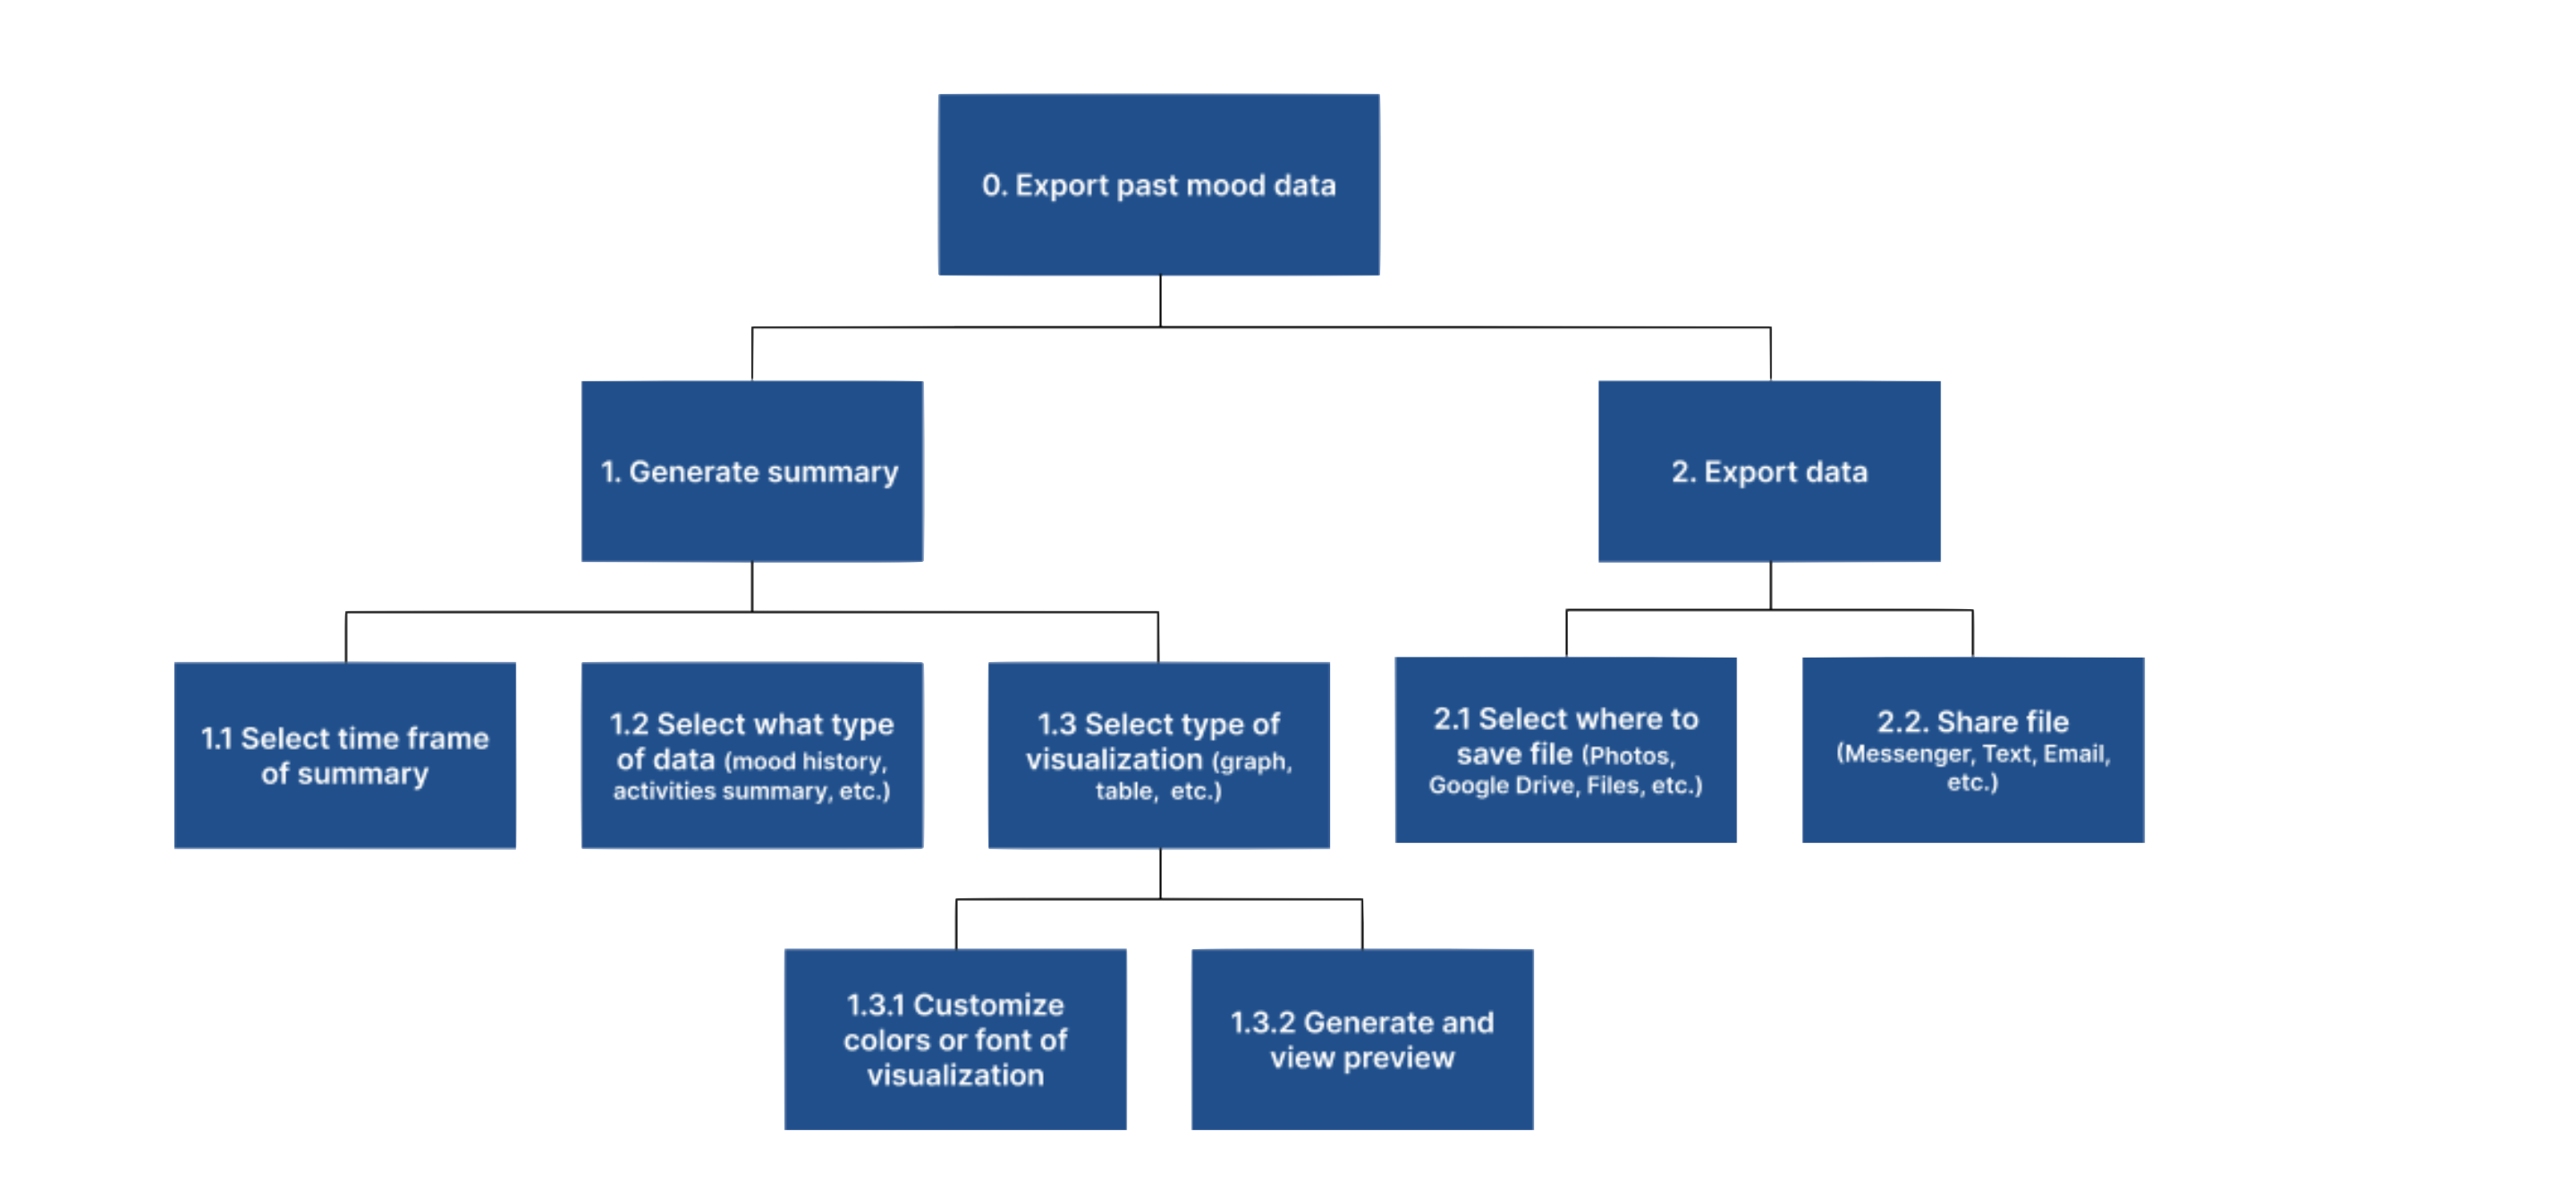 0. Export past mood data
1. Generate summary
2. Export data
1.1 Select time frame
of summary
1.2 Select what type
of data (mood history,
activities summary, etc.)
1.3 Select type of
visualization (graph,
table, etc.)
2.1 Select where to
save file (Photos,
Google Drive, Files, etc.)
2.2. Share file
(Messenger, Text, Email,
etc.)
1.3.1 Customize
colors or font of
visualization
1.3.2 Generate and
view preview